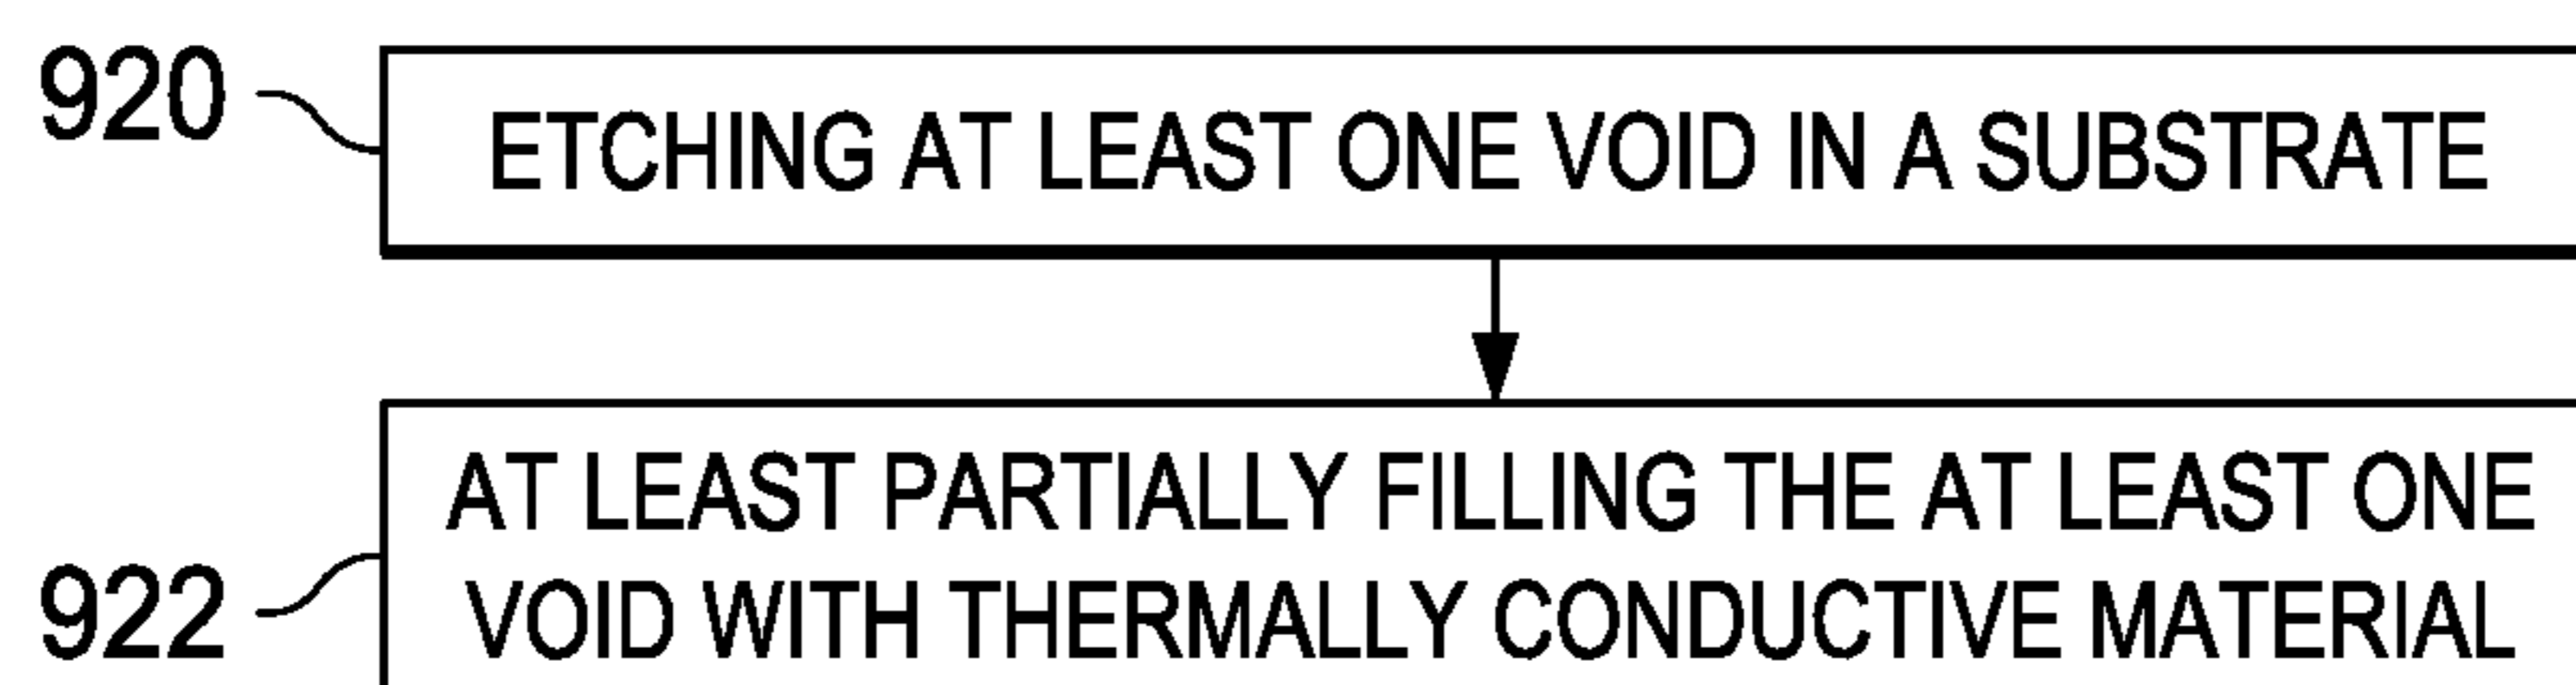 920
ETCHING AT LEAST ONE VOID IN A SUBSTRATE
AT LEAST PARTIALLY FILLING THE AT LEAST ONE
VOID WITH THERMALLY CONDUCTIVE MATERIAL
922